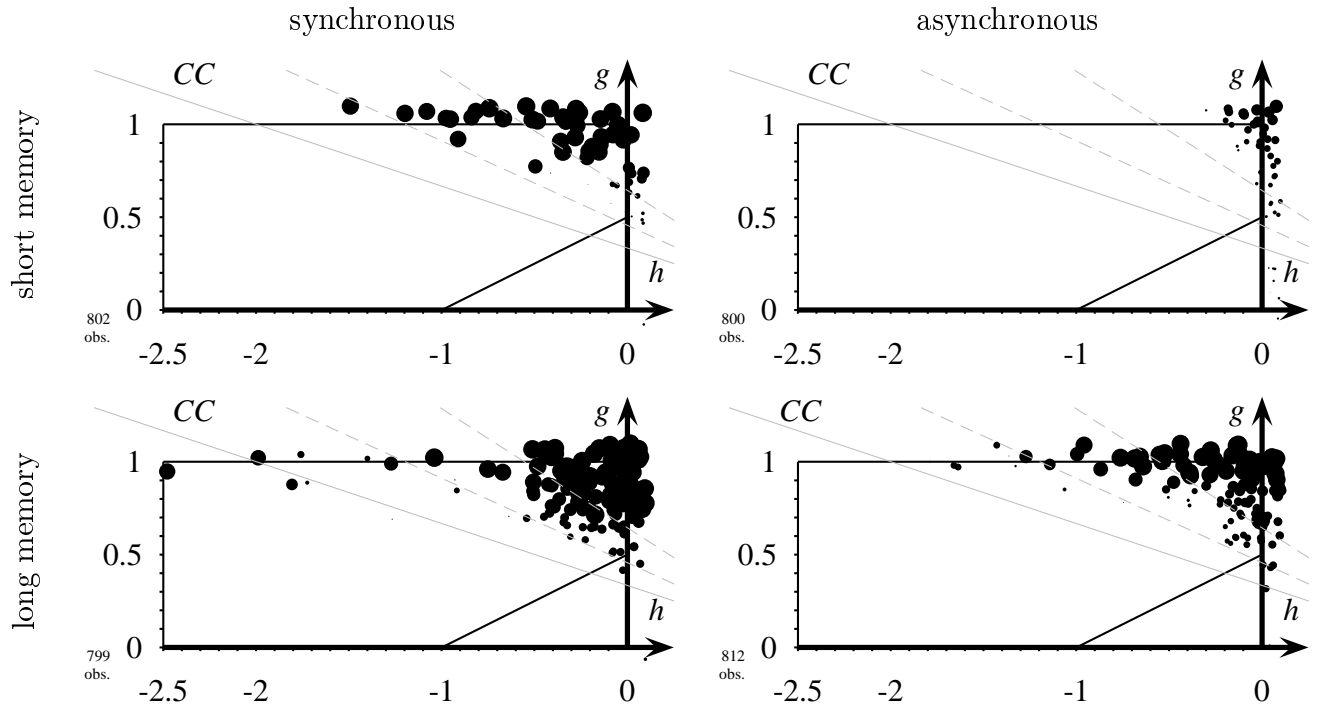 synchronous
asynchronous
short memory
CC
g
1
0.5
h
0
802
obs.
-2.5
-2
-1
0
CC
g
1
0.5
h
0
800
obs.
-2.5
-2
-1
0
long memory
CC
g
1
0.5
h
0
799
obs.
-2.5
-2
-1
0
CC
g
1
0.5
h
0
812
obs.
-2.5
-2
-1
0